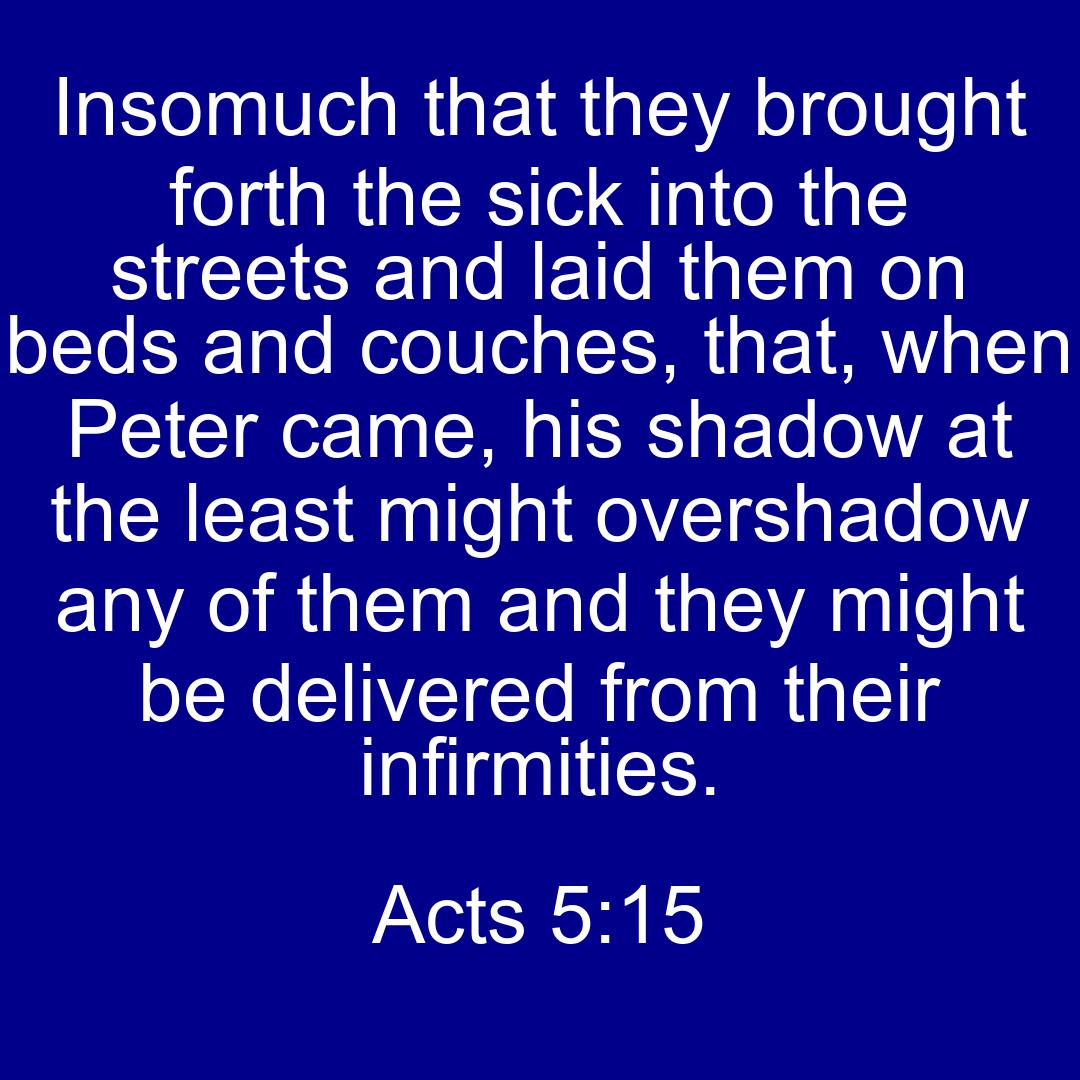 Insomuch that they brought
forth the sick into the
streets and laid them on
beds and couches, that, when
Peter came, his shadow at
the least might overshadow
any of them and they might
be delivered from their
infirmities.
Acts 5:15